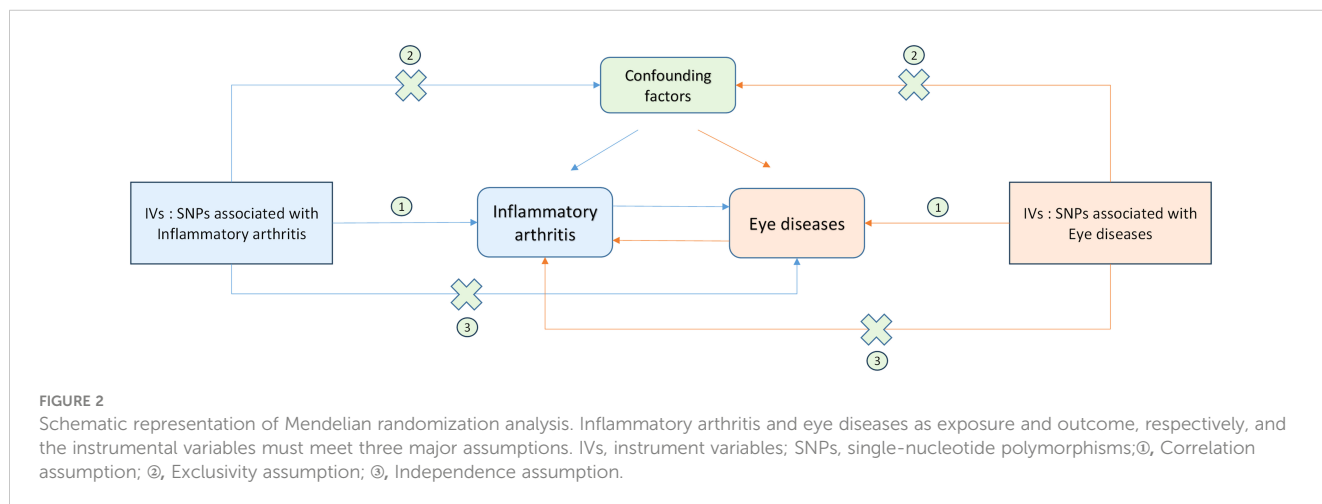 ②
②
Confounding
factors
IVs : SNPs associated with
Inflammatory arthritis
①
Inflammatory
arthritis
Eye diseases
①
IVs : SNPs associated with
Eye diseases
③
③
FIGURE 2
Schematic representation of Mendelian randomization analysis. Inflammatory arthritis and eye diseases as exposure and outcome, respectively, and
the instrumental variables must meet three major assumptions. IVs, instrument variables; SNPs, single-nucleotide polymorphisms;①, Correlation
assumption; ②, Exclusivity assumption; ③, Independence assumption.